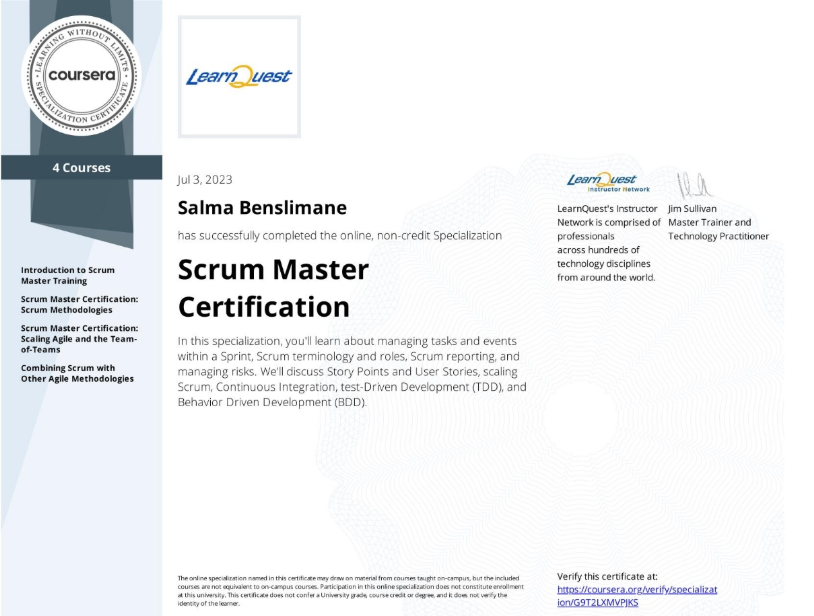 LEARNING WITHOUT LIMITS
coursera
SPECIALIZATION CERTIFICATE
4 Courses
Introduction to Scrum
Master Training
Scrum Master Certification:
Scrum Methodologies
Scrum Master Certification:
Scaling Agile and the Team-
of-Teams
Combining Scrum with
Other Agile Methodologies
LearnQuest
Jul 3, 2023
Salma Benslimane
has successfully completed the online, non-credit Specialization
Scrum Master
Certification
In this specialization, you'll learn about managing tasks and events
within a Sprint, Scrum terminology and roles, Scrum reporting, and
managing risks. We'll discuss Story Points and User Stories, scaling
Scrum, Continuous Integration, test-Driven Development (TDD), and
Behavior Driven Development (BDD).
LearnQuest
Instructor Network
LearnQuest's Instructor
Network is comprised of
professionals
across hundreds of
technology disciplines
from around the world.
Jim Sullivan
Master Trainer and
Technology Practitioner
The online specialization named in this certificate may draw on material from courses taught on-campus, but the included
courses are not equivalent to on-campus courses. Participation in this online specialization does not constitute enrollment
at this university. This certificate does not confer a University grade, course credit or degree, and it does not verify the
identity of the learner.
Verify this certificate at:
https://coursera.org/verify/specializat
ion/G9T2LXMVPJKS